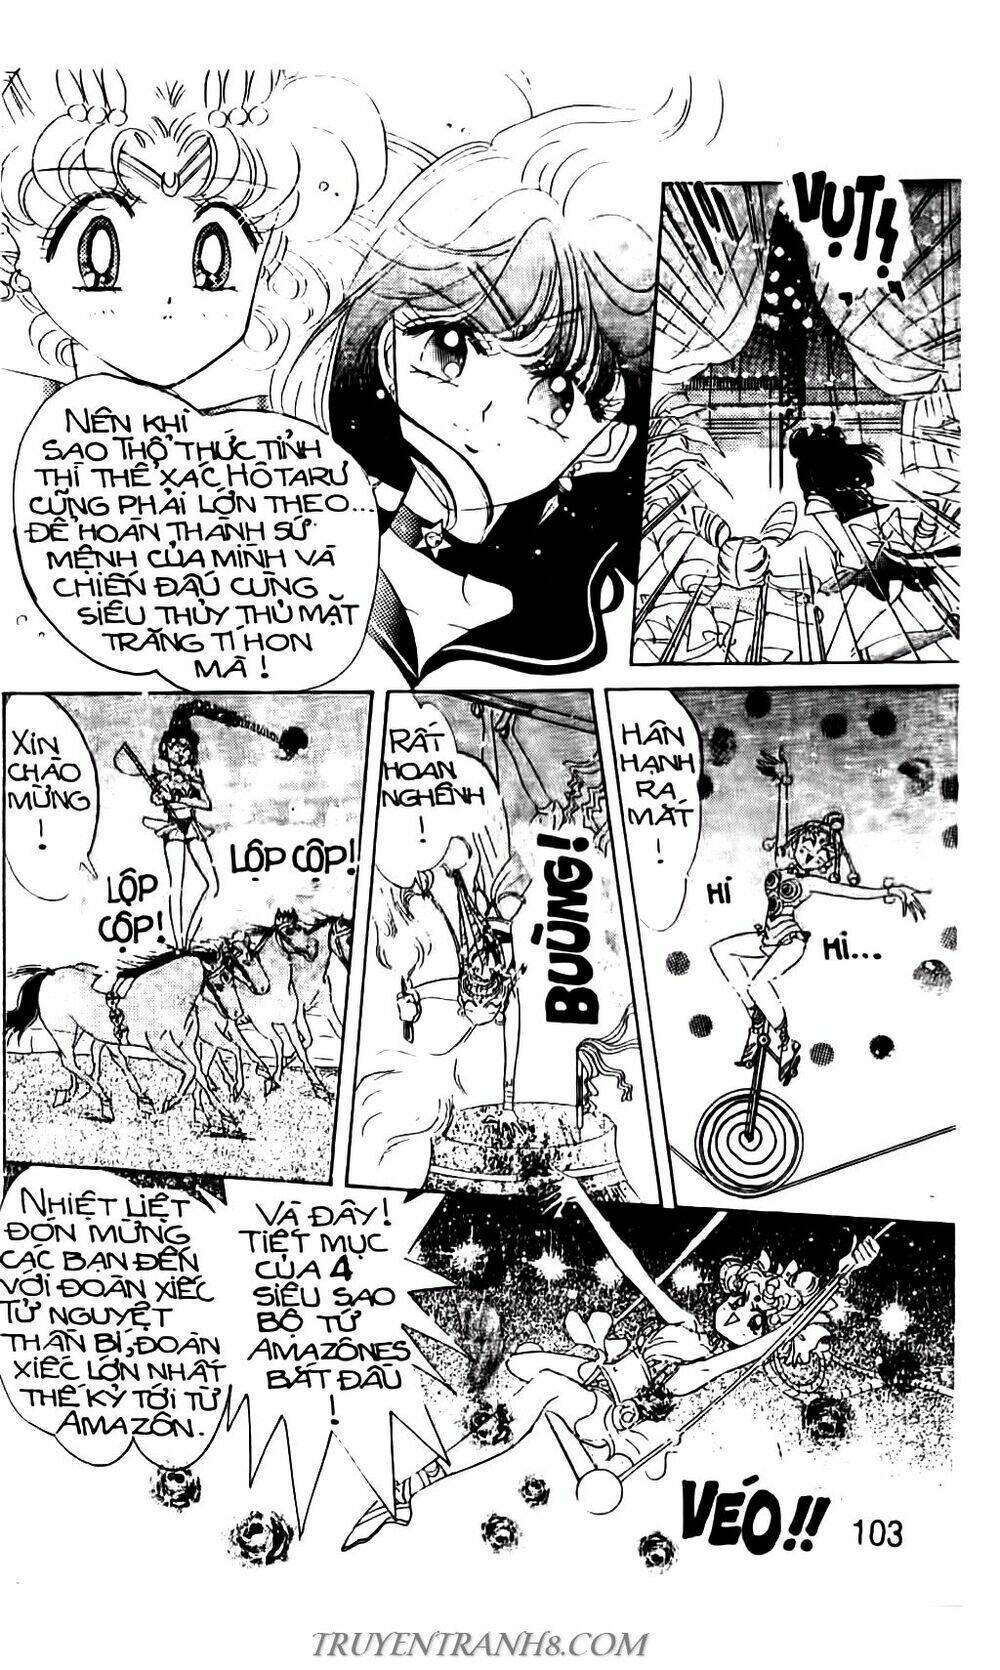 NÊN KHI
SAO THỔ THỨC TỈNH
THÌ THỂ XÁC HÔTARƯ
CŨNG PHẢI LỚN THEO...
ĐỂ HOÀN THÀNH SỨ
MỆNH CỦA MÌNH VÀ
CHIẾN ĐẤU CÙNG
SIÊU THỦY THỦ MẶT
TRĂNG TÍ HON
MÀ !
VỤT!
XIN
CHÀO
MỪNG
!
LỘP
CỘP!
LỘP CỘP!
RẤT
HOAN
NGHÊNH
!
BUÙNG!
HÂN
HẠNH
RA
MẮT
!
HI
HI...
NHIỆT LIỆT
ĐÓN MỪNG
CÁC BẠN ĐẾN
VỚI ĐOÀN XIẾC
TỬ NGUYỆT
THẦN BÍ, ĐOÀN
XIẾC LỚN NHẤT
THẾ KỶ TỚI TỪ
AMAZÔN.
VÀ ĐÂY!
TIẾT MỤC
CỦA 4
SIÊU SAO
BỘ TỨ
AMAZÔNES
BẮT ĐẦU
!
VÉO!!
103
TRUYENTRANH8.COM